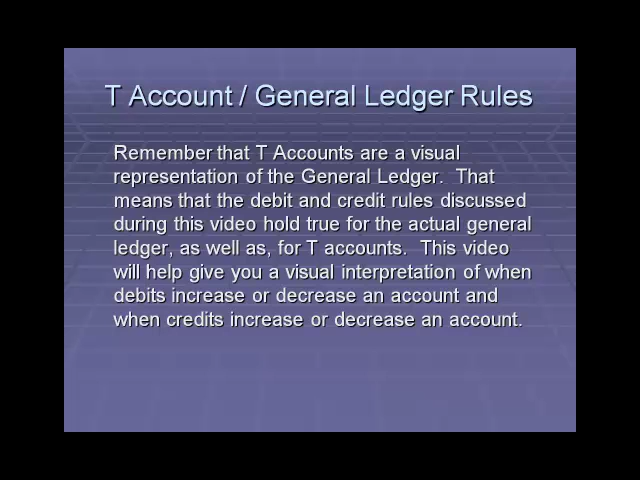 T Account / General Ledger Rules
Remember that T Accounts are a visual
representation of the General Ledger.  That
means that the debit and credit rules discussed
during this video hold true for the actual general
ledger, as well as, for T accounts.  This video
will help give you a visual interpretation of when
debits increase or decrease an account and
when credits increase or decrease an account.